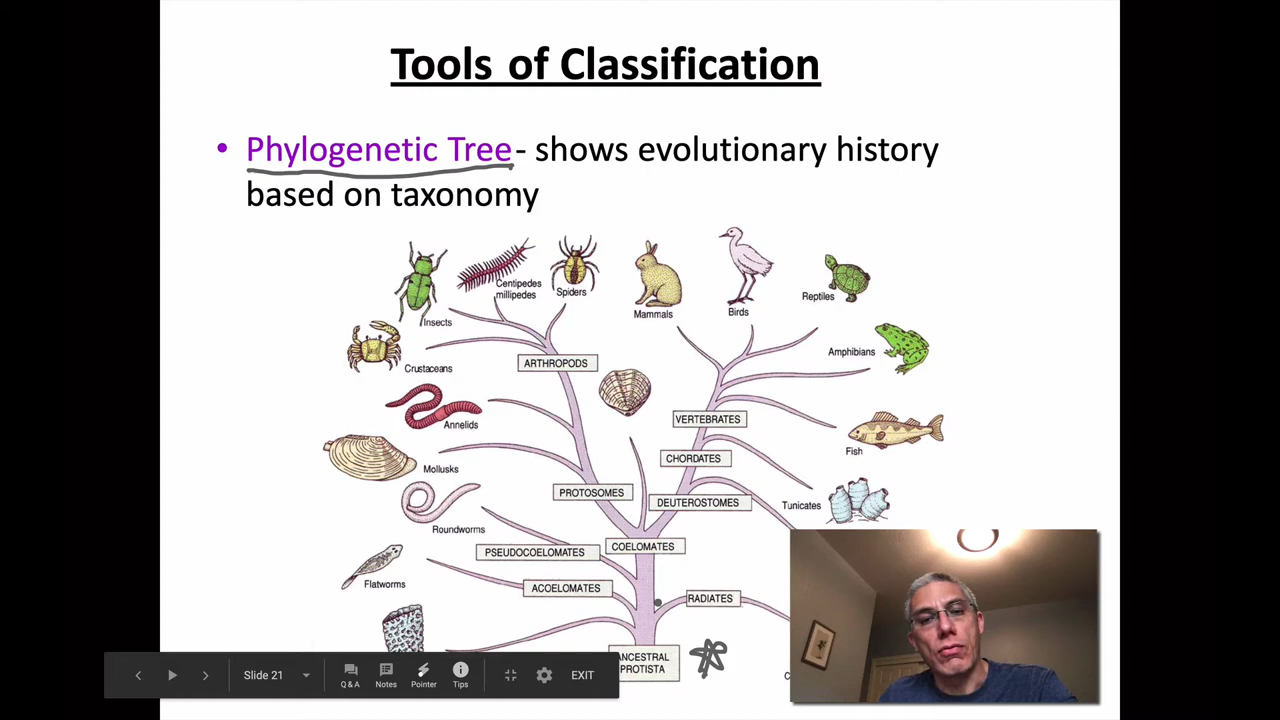 Tools of Classification
• Phylogenetic Tree- shows evolutionary history
based on taxonomy
Centipedes
millipedes
Spiders
Mammals
Birds
Reptiles
Insects
Amphibians
Crustaceans
ARTHROPODS
Annelids
VERTEBRATES
Fish
CHORDATES
Mollusks
PROTOSOMES
DEUTEROSTOMES
Tunicates
Roundworms
PSEUDOCOELOMATES
COELOMATES
Flatworms
ACOELOMATES
RADIATES
ANCESTRAL
PROTISTA
Slide 21
Q & A
Notes
Pointer
Tips
EXIT